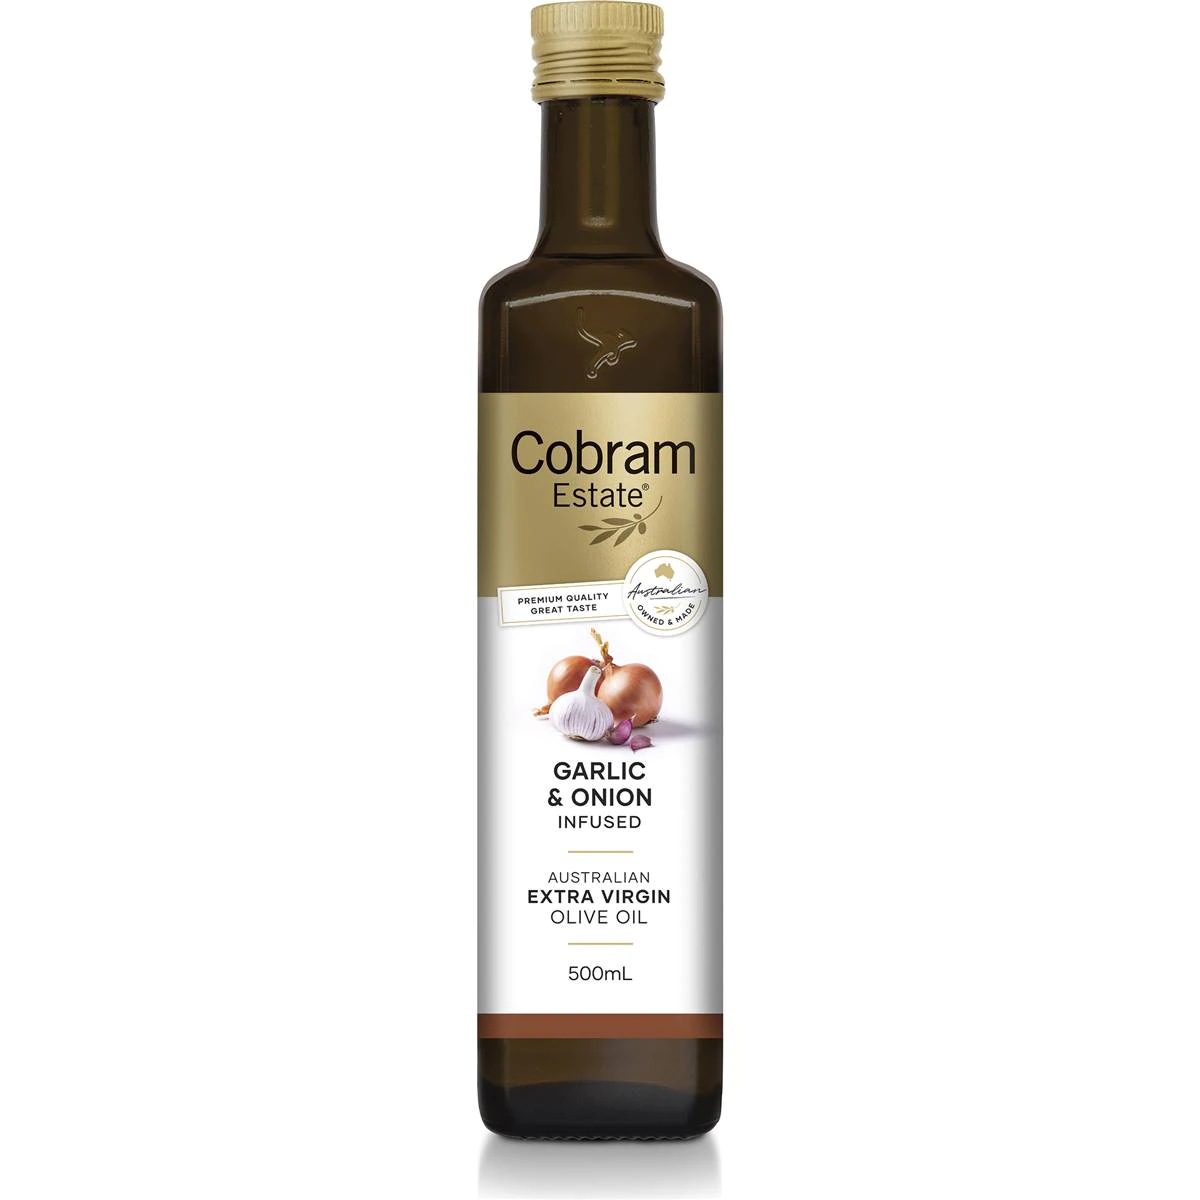 Cobram
Estate®
PREMIUM QUALITY
GREAT TASTE
Australian
OWNED & MADE
GARLIC
& ONION
INFUSED
AUSTRALIAN
EXTRA VIRGIN
OLIVE OIL
500mL